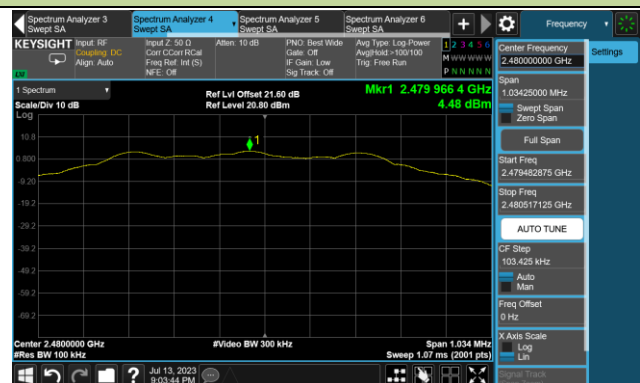 Spectrum Analyzer 3
Swept SA
Spectrum Analyzer 4
Swept SA
Spectrum Analyzer 5
Swept SA
Spectrum Analyzer 6
Swept SA
Frequency
KEYSIGHT
Input: RF
Coupling: DC
Align: Auto
Input Z: 50 Ω
Corr CCorr RCal
Freq Ref: Int (S)
NFE: Off
Atten: 10 dB
PNO: Best Wide
Gate: Off
IF Gain: Low
Sig Track: Off
Avg Type: Log-Power
Avg|Hold:>100/100
Trig: Free Run
1 2 3 4 5 6
M W W W W W
P N N N N N
LW
1 Spectrum
Scale/Div 10 dB
Log
Ref Lvl Offset 21.60 dB
Ref Level 20.80 dBm
Mkr1 2.479 966 4 GHz
4.48 dBm
1
10.8
0.800
-9.20
-19.2
-29.2
-39.2
-49.2
-59.2
-69.2
Center 2.4800000 GHz
#Res BW 100 kHz
#Video BW 300 kHz
Span 1.034 MHz
Sweep 1.07 ms (2001 pts)
Jul 13, 2023
9:03:44 PM
Center Frequency
2.480000000 GHz
Settings
Span
1.03425000 MHz
Swept Span
Zero Span
Full Span
Start Freq
2.479482875 GHz
Stop Freq
2.480517125 GHz
AUTO TUNE
CF Step
103.425 kHz
Auto
Man
Freq Offset
0 Hz
X Axis Scale
Log
Lin
Signal Track